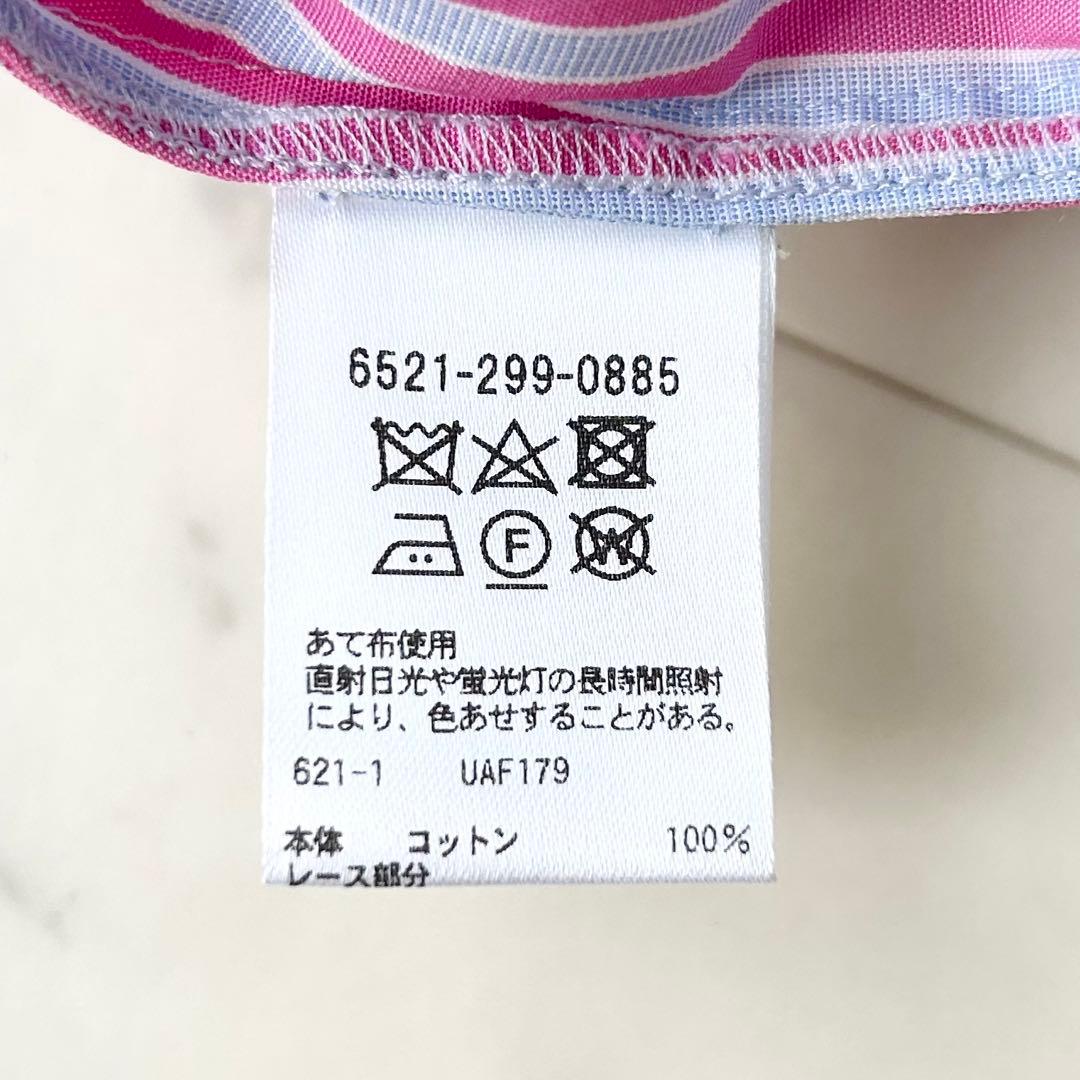 6521-299-0885
F
W
あて布使用
直射日光や蛍光灯の長時間照射
により、色あせすることがある。
621-1 UAF179
本体 コットン 100%
レース部分